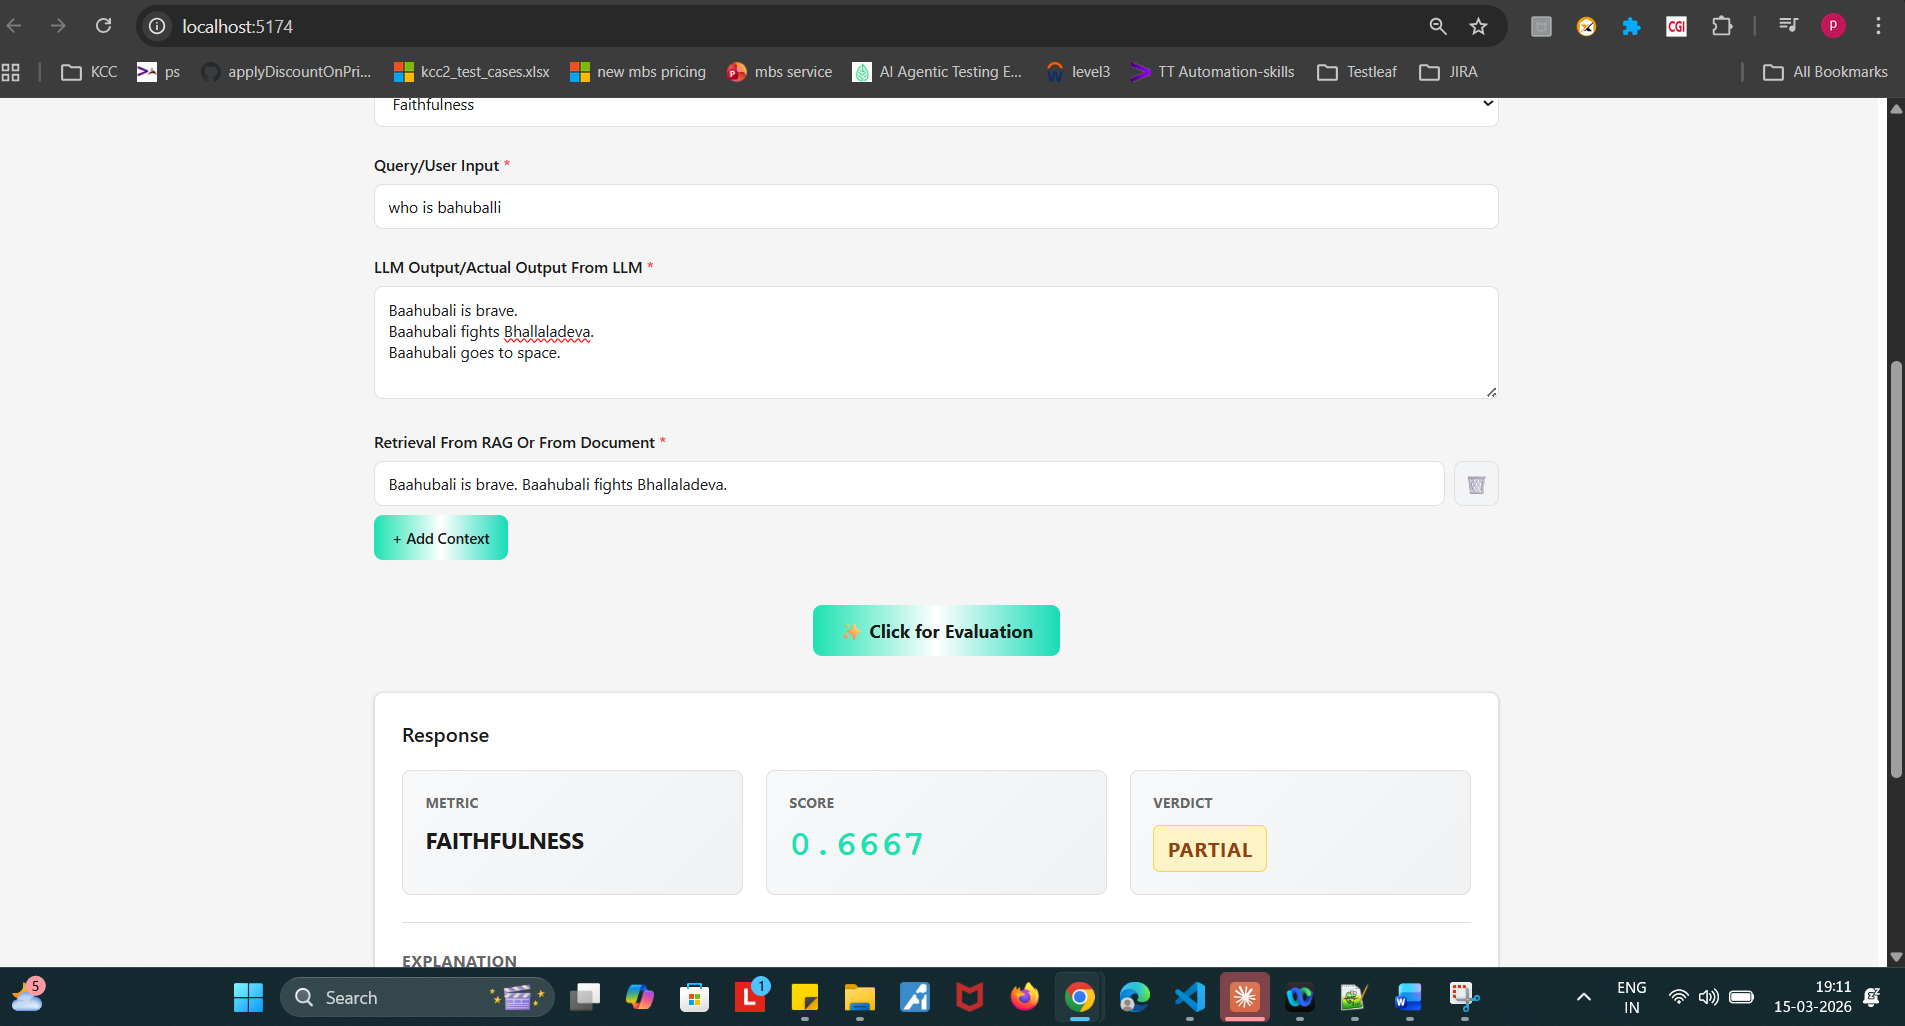 localhost:5174
KCC
ps
applyDiscountOnPri...
kcc2_test_cases.xlsx
new mbs pricing
mbs service
AI Agentic Testing E...
level3
TT Automation-skills
Testleaf
JIRA
All Bookmarks
CGI
P
Faithfulness
Query/User Input *
who is bahuballi
LLM Output/Actual Output From LLM *
Baahubali is brave.
Baahubali fights Bhallaladeva.
Baahubali goes to space.
Retrieval From RAG Or From Document *
Baahubali is brave. Baahubali fights Bhallaladeva.
+ Add Context
✨ Click for Evaluation
Response
METRIC
FAITHFULNESS
SCORE
0.6667
VERDICT
PARTIAL
EXPLANATION
5
Search
L
1
W
ENG
IN
19:11
15-03-2026